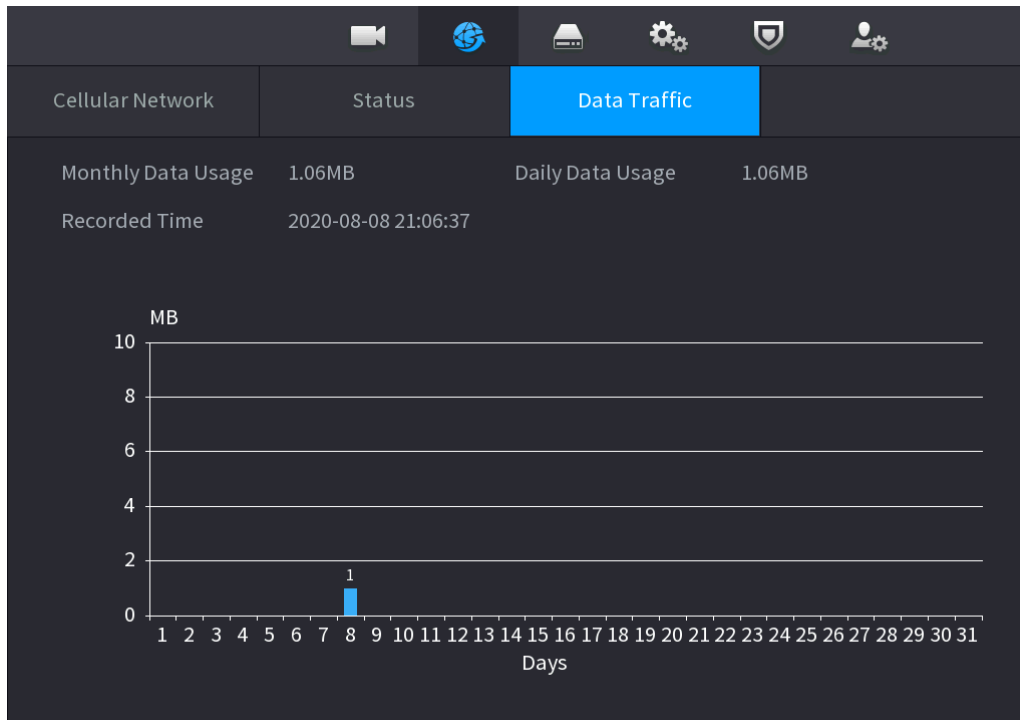 Cellular Network Status Data Traffic
Monthly Data Usage 1.06MB Daily Data Usage 1.06MB
Recorded Time 2020-08-08 21:06:37
MB
10
8
6
4
2
1
0
1 2 3 4 5 6 7 8 9 10 11 12 13 14 15 16 17 18 19 20 21 22 23 24 25 26 27 28 29 30 31
Days